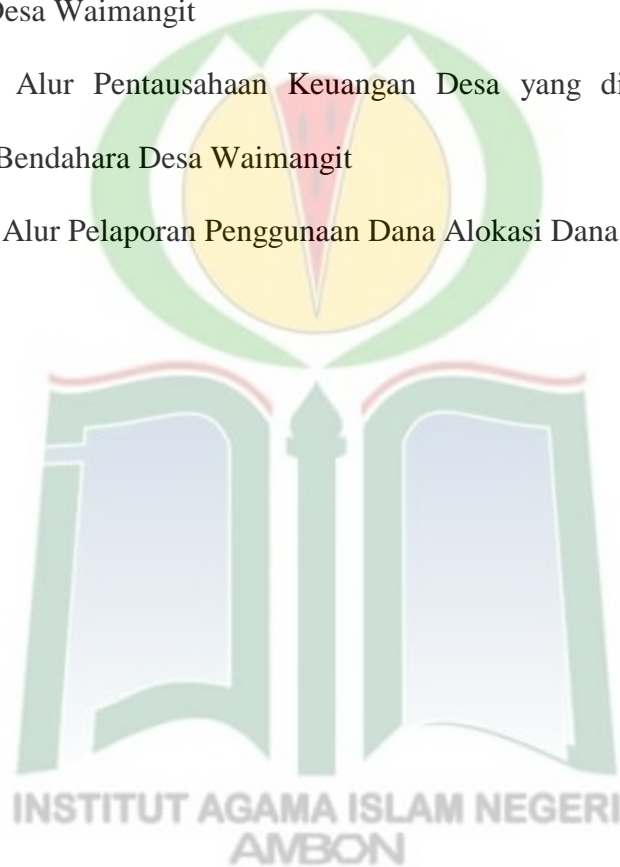 Desa Waimangit
Alur Pentausahaan Keuangan Desa yang di
Bendahara Desa Waimangit
Alur Pelaporan Penggunaan Dana Alokasi Dana
INSTITUT AGAMA ISLAM NEGERI
AMBON